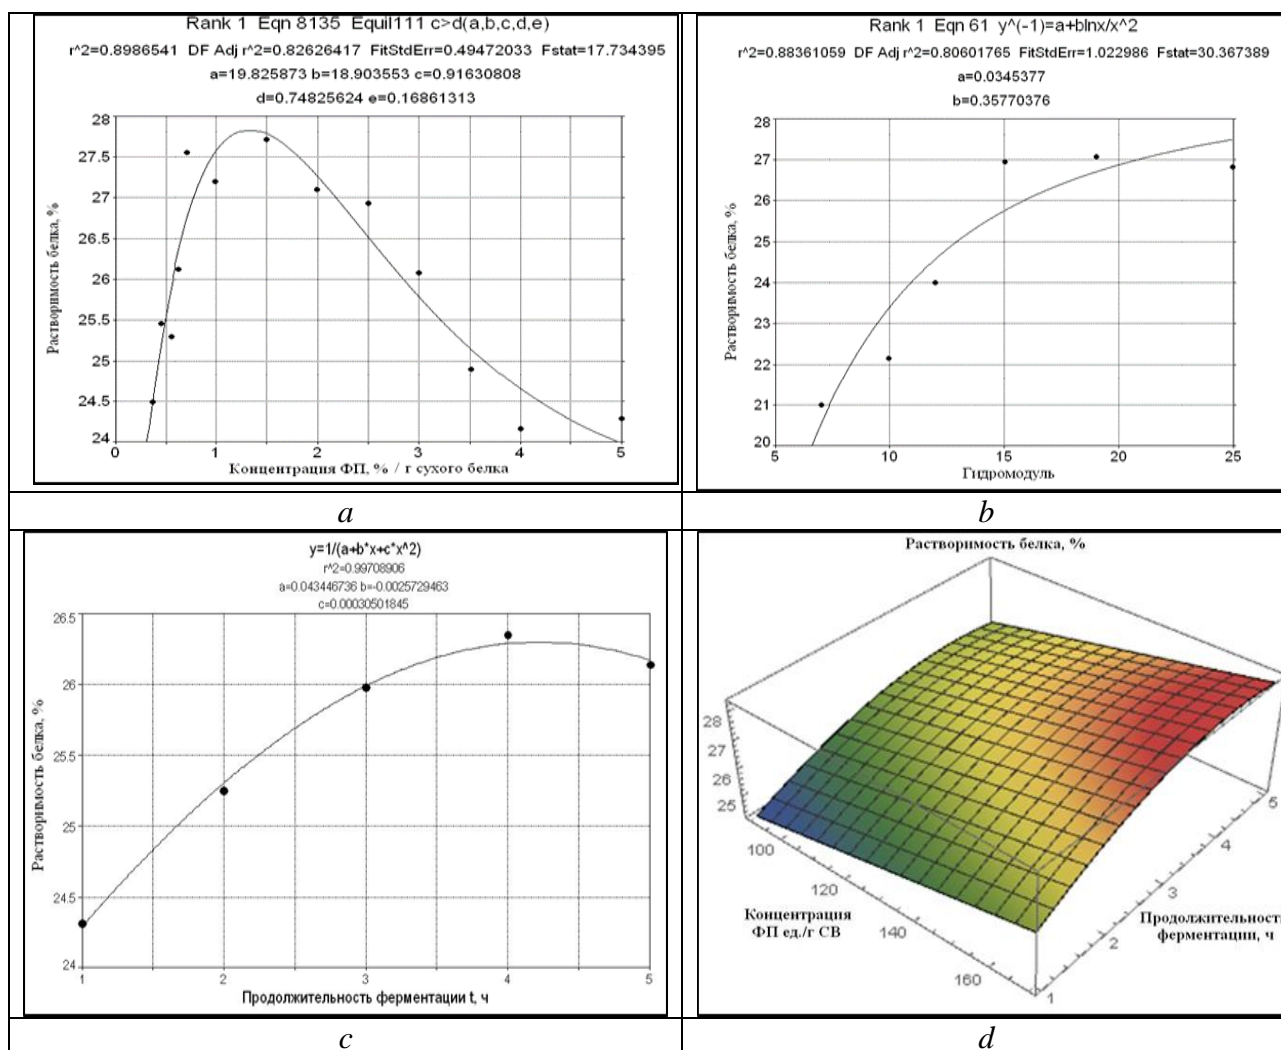 Rank 1 Eqn 8135 Equil111 c>d(a,b,c,d,e)
r^2=0.8986541 DF Adj r^2=0.82626417 FitStdErr=0.49472033 Fstat=17.734395
a=19.825873 b=18.903553 c=0.91630808
d=0.74825624 e=0.16861313
Растворимость белка, %
28
27.5
27
26.5
26
25.5
25
24.5
24
0 1 2 3 4 5
Концентрация ФП, % / г сухого белка
a
Rank 1 Eqn 61 y^(-1)=a+blnx/x^2
r^2=0.88361059 DF Adj r^2=0.80601765 FitStdErr=1.022986 Fstat=30.367389
a=0.0345377
b=0.35770376
Растворимость белка, %
28
27
26
25
24
23
22
21
20
5 10 15 20 25
Гидромодуль
b
y=1/(a+b*x+c*x^2)
r^2=0.99708906
a=0.043446736 b=-0.0025729463
c=0.00030501845
Растворимость белка, %
26.5
26
25.5
25
24.5
24
1 2 3 4 5
Продолжительность ферментации t, ч
c
Растворимость белка, %
28
27
26
25
100
120
140
160
Концентрация
ФП ед./г СВ
1
2
3
4
5
Продолжительность
ферментации, ч
d